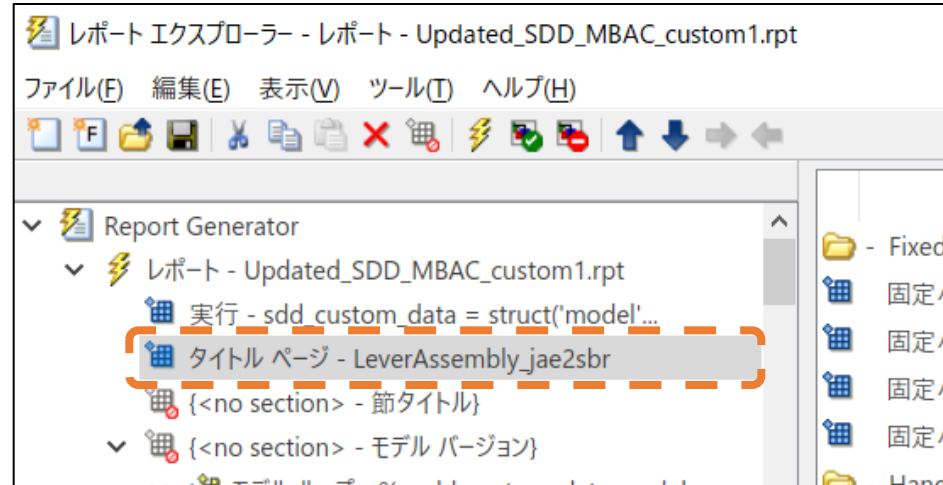 レポート エクスプローラー - レポート - Updated_SDD_MBAC_custom1.rpt
ファイル(F) 編集(E) 表示(V) ツール(T) ヘルプ(H)
Report Generator
レポート - Updated_SDD_MBAC_custom1.rpt
実行 - sdd_custom_data = struct('model'...
タイトル ページ - LeverAssembly_jae2sbr
{<no section> - 節タイトル}
{<no section> - モデル バージョン}
- Fixed
固定
固定
固定
固定